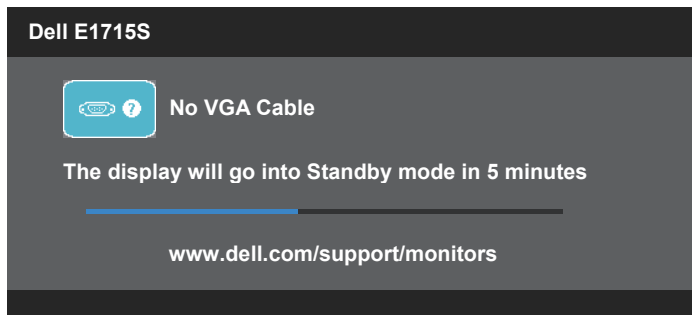 Dell E1715S
No VGA Cable
The display will go into Standby mode in 5 minutes
www.dell.com/support/monitors